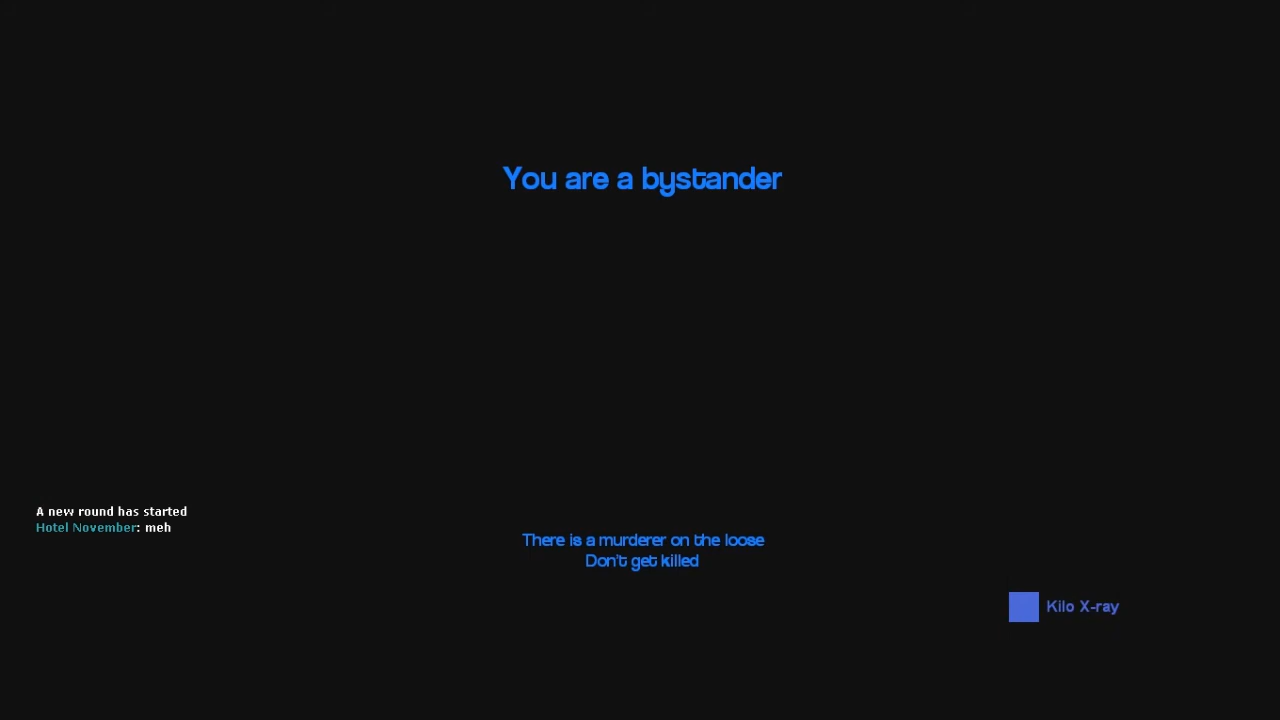 You are a bystander
A new round has started
Hotel November: meh
There is a murderer on the loose
Don't get killed
Kilo X-ray